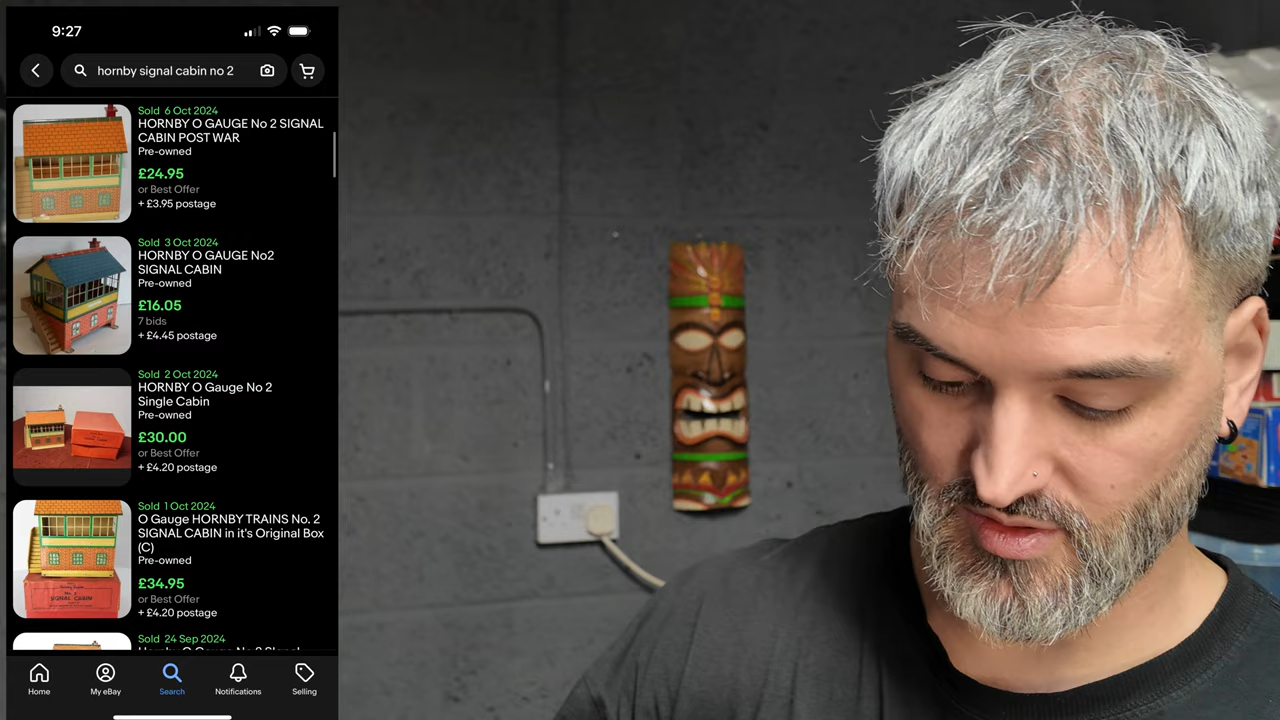 9:27
hornby signal cabin no 2
Sold 6 Oct 2024
HORNBY O GAUGE No 2 SIGNAL
CABIN POST WAR
Pre-owned
£24.95
or Best Offer
+ £3.95 postage
Sold 3 Oct 2024
HORNBY O GAUGE No2
SIGNAL CABIN
Pre-owned
£16.05
7 bids
+ £4.45 postage
Sold 2 Oct 2024
HORNBY O Gauge No 2
Single Cabin
Pre-owned
£30.00
or Best Offer
+ £4.20 postage
Sold 1 Oct 2024
O Gauge HORNBY TRAINS No. 2
SIGNAL CABIN in it's Original Box
(C)
Pre-owned
£34.95
or Best Offer
+ £4.20 postage
SIGNAL CABIN
Sold 24 Sep 2024
Home
My eBay
Search
Notifications
Selling